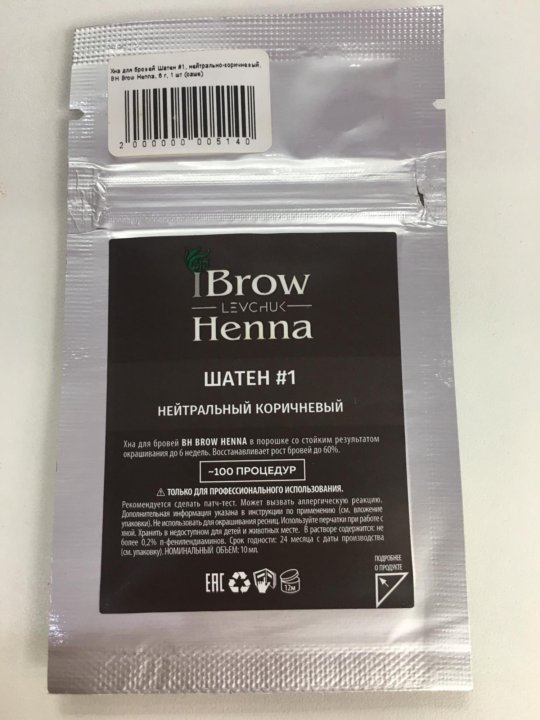 Хна для бровей Шатен #1, нейтрально-коричневый,
BH Brow Henna, 6 г, 1 шт (саше)
2 000000 005140
BROW
LEVCHUK
Henna
ШАТЕН #1
НЕЙТРАЛЬНЫЙ КОРИЧНЕВЫЙ
Хна для бровей BH BROW HENNA в порошке со стойким результатом
окрашивания до 6 недель. Восстанавливает рост бровей до 60%.
~100 ПРОЦЕДУР
⚠ ТОЛЬКО ДЛЯ ПРОФЕССИОНАЛЬНОГО ИСПОЛЬЗОВАНИЯ.
Рекомендуется сделать патч-тест. Может вызвать аллергическую реакцию.
Дополнительная информация указана в инструкции по применению (см. вложение
упаковки). Не использовать для окрашивания ресниц. Используйте перчатки при работе с
хной. Хранить в недоступном для детей и животных месте. В растворе содержится: не
более 0,2% п-фенилендиаминов. Срок годности: 24 месяца с даты производства
(см. упаковку). НОМИНАЛЬНЫЙ ОБЪЕМ: 10 мл.
ПОДРОБНЕЕ
О ПРОДУКТЕ
EAC
12м